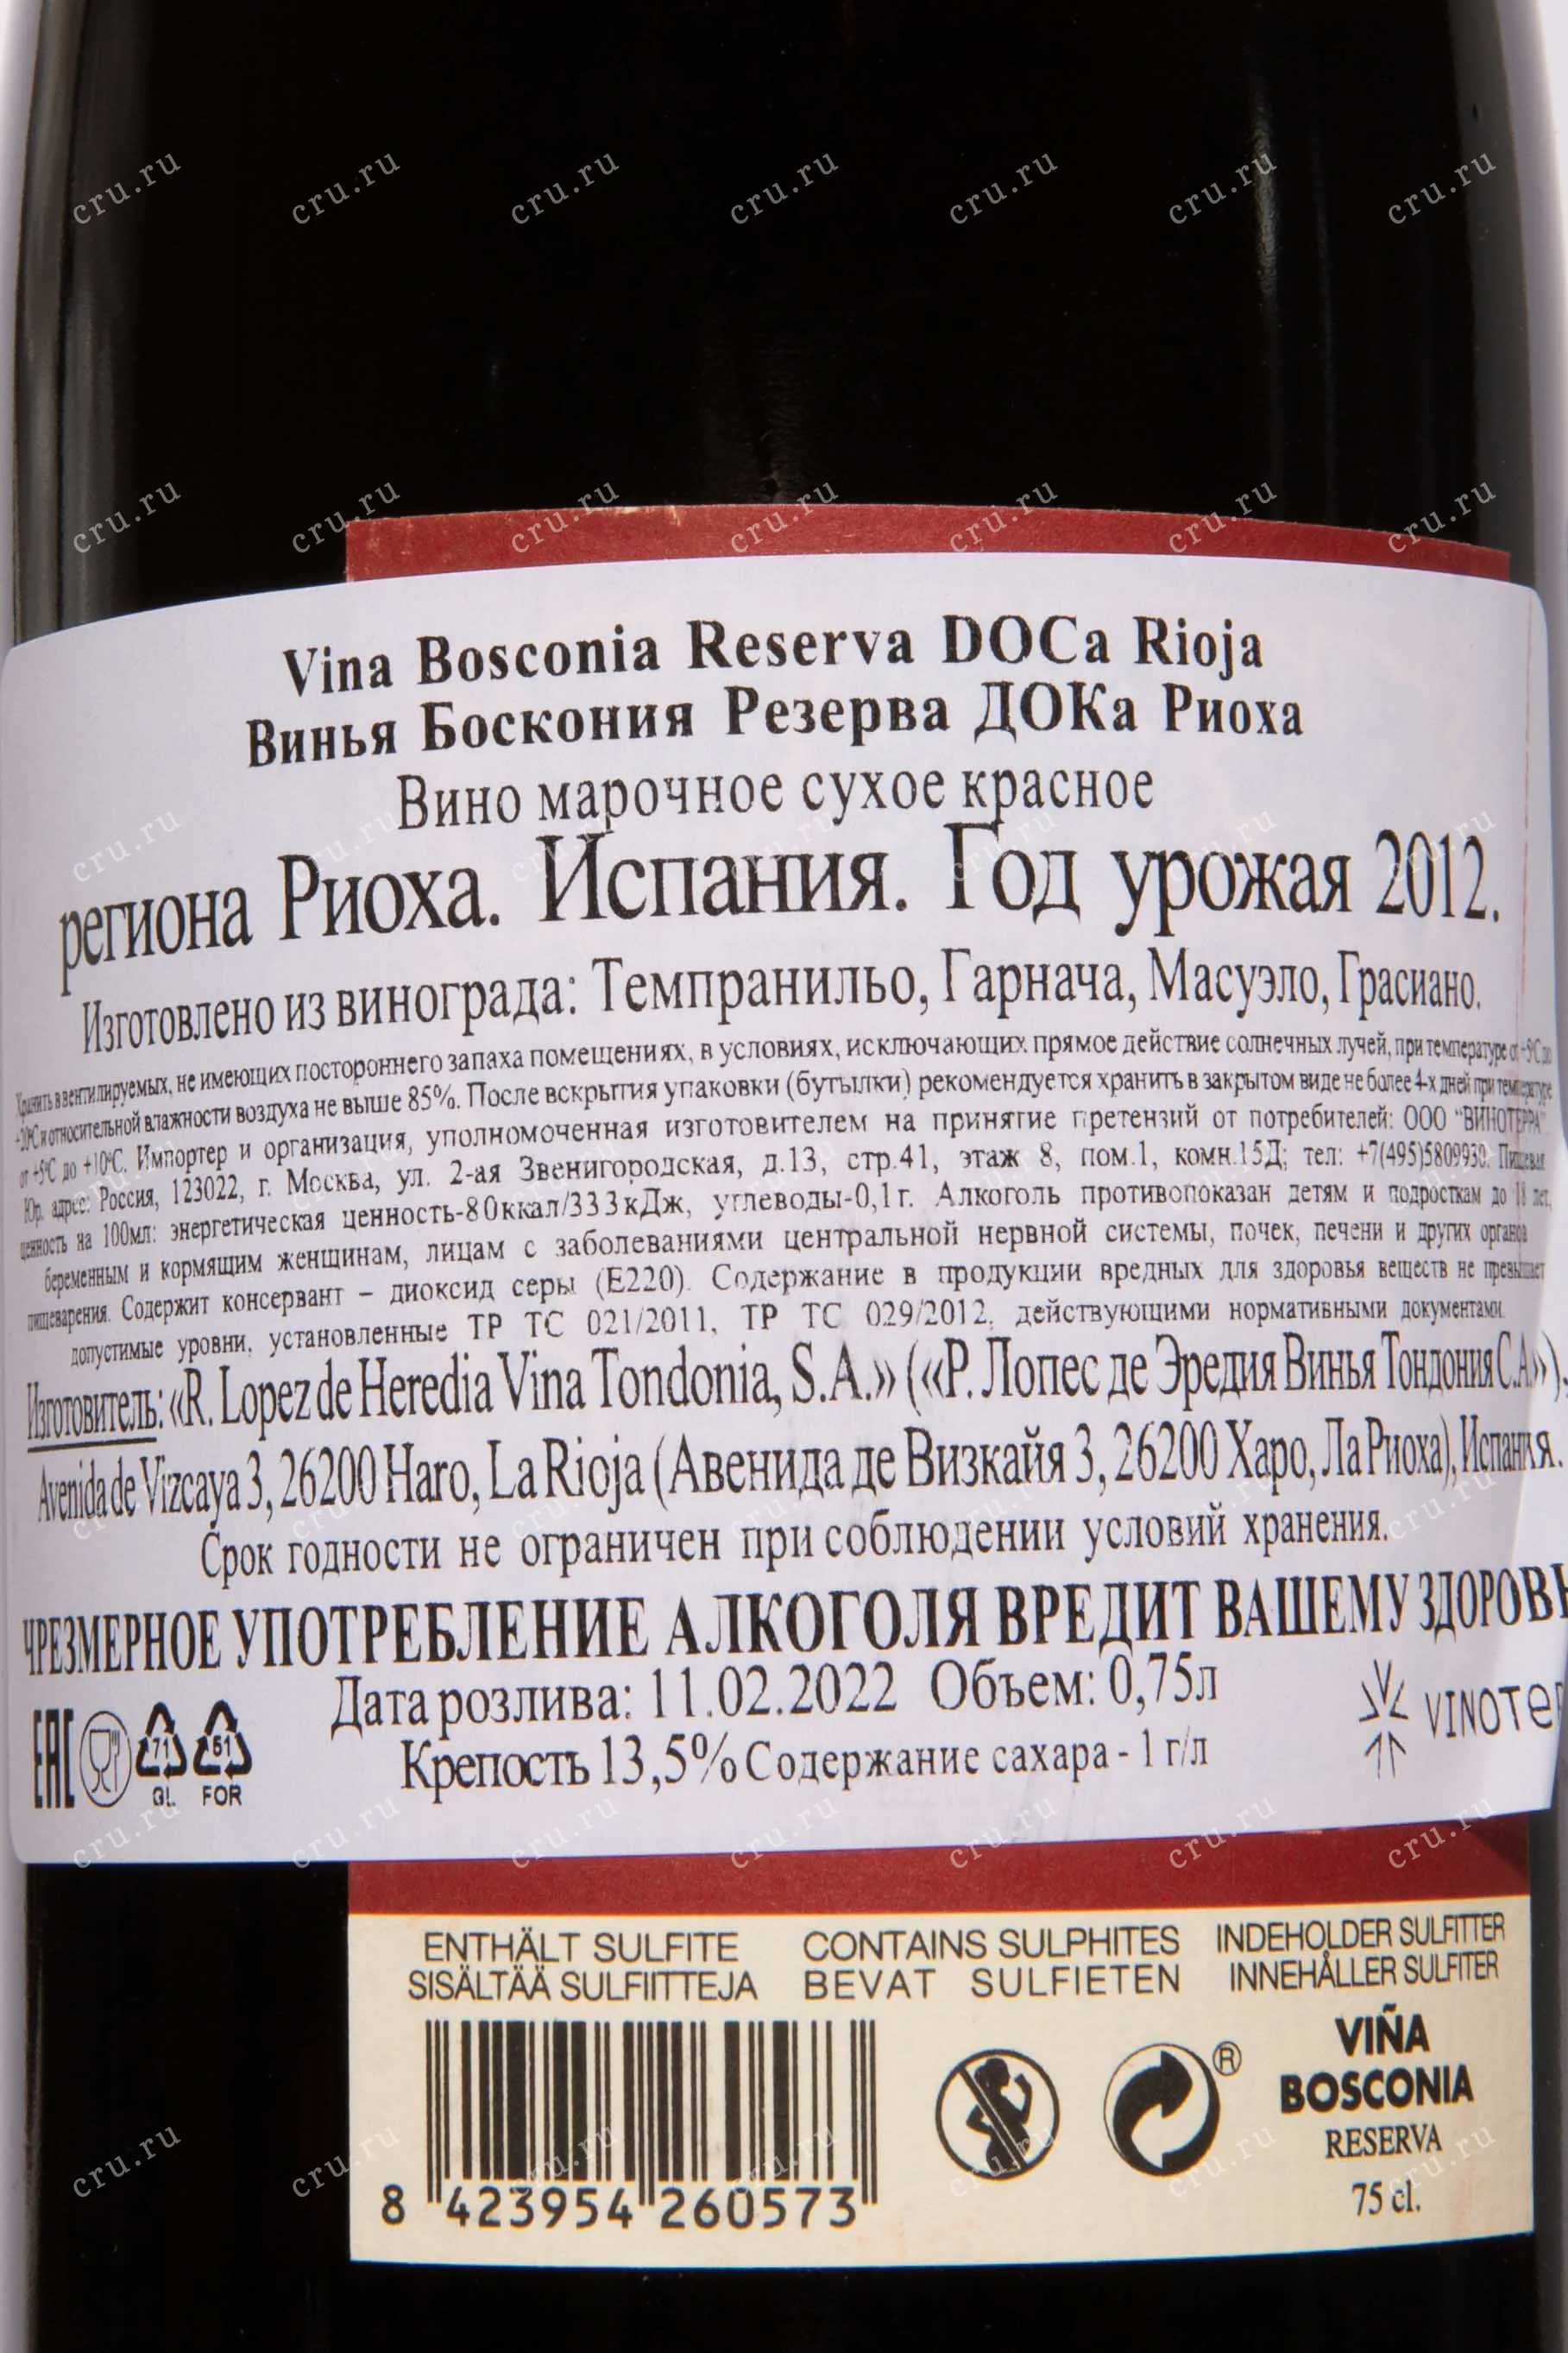 Vina Bosconia Reserva DOCa Rioja
Винья Боскония Резерва ДОКа Риоха
Вино марочное сухое красное
региона Риоха. Испания. Год урожая 2012.
Изготовлено из винограда: Темпранильо, Гарнача, Масуэло, Грасиано.
Хранить в вентилируемых, не имеющих постороннего запаха помещениях, в условиях, исключающих прямое действие солнечных лучей, при температуре от +5°С до
+20°С и относительной влажности воздуха не выше 85%. После вскрытия упаковки (бутылки) рекомендуется хранить в закрытом виде не более 4-х дней при температуре
от +5°С до +10°С. Импортер и организация, уполномоченная изготовителем на принятие претензий от потребителей: ООО "ВИНОТЕРРА".
Юр. адрес: Россия, 123022, г. Москва, ул. 2-ая Звенигородская, д.13, стр.41, этаж 8, пом.1, комн.15Д; тел: +7(495)5809930. Пищевая
ценность на 100мл: энергетическая ценность-80ккал/333кДж, углеводы-0,1г. Алкоголь противопоказан детям и подросткам до 18 лет,
беременным и кормящим женщинам, лицам с заболеваниями центральной нервной системы, почек, печени и других органов
пищеварения. Содержит консервант – диоксид серы (Е220). Содержание в продукции вредных для здоровья веществ не превышает
допустимые уровни, установленные ТР ТС 021/2011, ТР ТС 029/2012, действующими нормативными документами.
Изготовитель: «R. Lopez de Heredia Vina Tondonia, S.A.» («Р. Лопес де Эредия Винья Тондония С.А»),
Avenida de Vizcaya 3, 26200 Haro, La Rioja (Авенида де Визкайя 3, 26200 Харо, Ла Риоха), Испания.
Срок годности не ограничен при соблюдении условий хранения.
ЧРЕЗМЕРНОЕ УПОТРЕБЛЕНИЕ АЛКОГОЛЯ ВРЕДИТ ВАШЕМУ ЗДОРОВЬ
Дата розлива: 11.02.2022 Объем: 0,75л
Крепость 13,5% Содержание сахара - 1 г/л
EAC 71 GL 51 FOR
VINOTer
ENTHÄLT SULFITE CONTAINS SULPHITES INDEHOLDER SULFITTER
SISÄLTÄÄ SULFIITTEJA BEVAT SULFIETEN INNEHÅLLER SULFITER
VIÑA
BOSCONIA
RESERVA
75 cl.
®
8 423954 260573
cru.ru